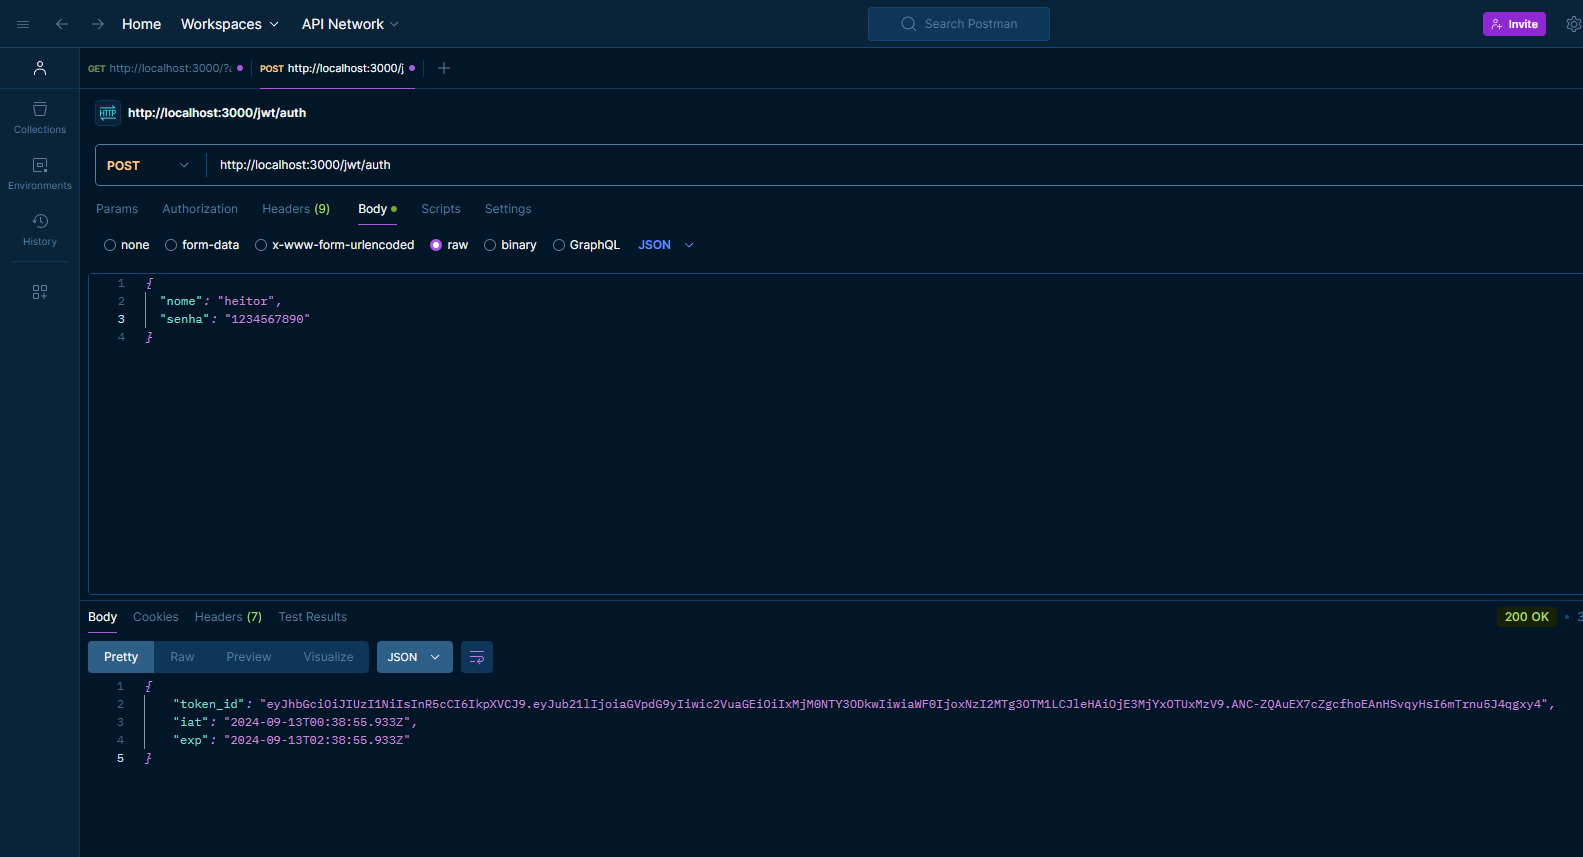 Home Workspaces API Network Search Postman Invite
GET http://localhost:3000/? POST http://localhost:3000/j
HTTP http://localhost:3000/jwt/auth
Collections
POST http://localhost:3000/jwt/auth
Environments
Params Authorization Headers (9) Body Scripts Settings
History
none form-data x-www-form-urlencoded raw binary GraphQL JSON
1 {
2 "nome": "heitor",
3 "senha": "1234567890"
4 }
Body Cookies Headers (7) Test Results 200 OK
Pretty Raw Preview Visualize JSON
1 {
2 "token_id": "eyJhbGciOiJIUzI1NiIsInR5cCI6IkpXVCJ9.eyJub21lIjoiaGVpdG9yIiwic2VuaGEiOiIxMjM0NTY3ODkwIiwiaWF0IjoxNzI2MTg3OTM1LCJleHAiOjE3MjYxOTUxMzV9.ANC-ZQAuEX7cZgcfhoEAnHSvqyHsI6mTrnu5J4qgxy4",
3 "iat": "2024-09-13T00:38:55.933Z",
4 "exp": "2024-09-13T02:38:55.933Z"
5 }